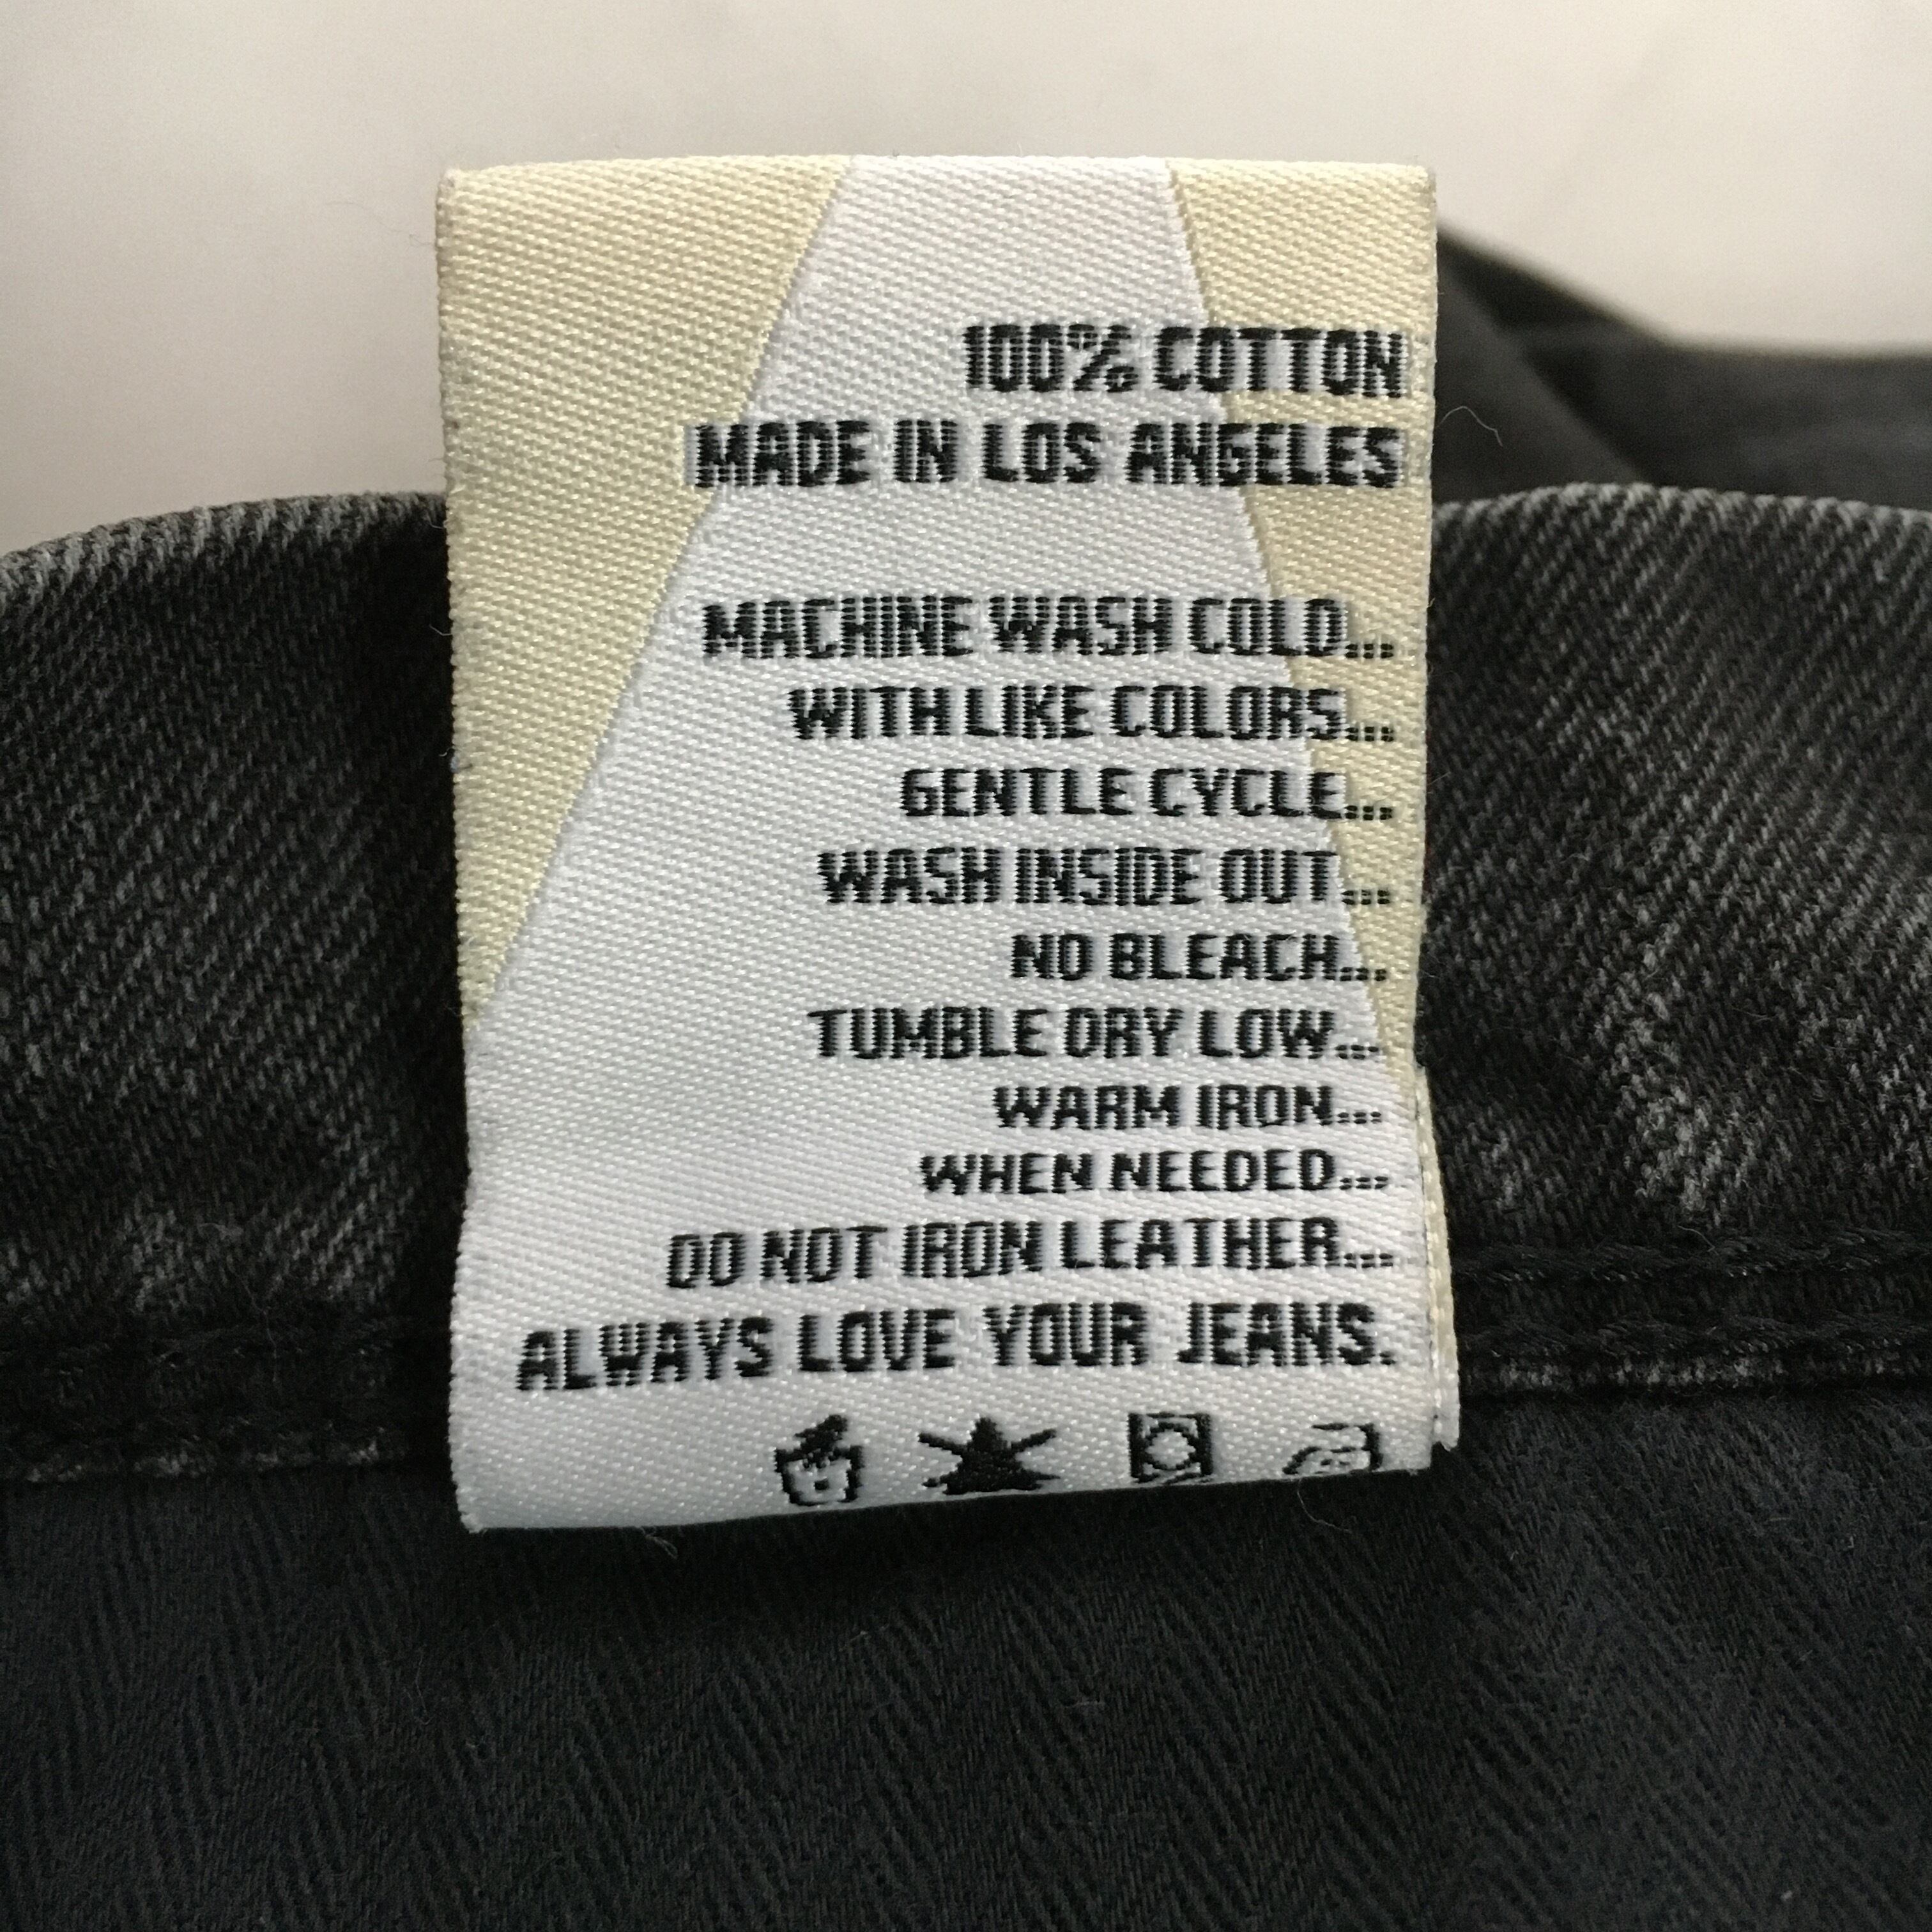 100% COTTON
MADE IN LOS ANGELES
MACHINE WASH COLD...
WITH LIKE COLORS...
GENTLE CYCLE...
WASH INSIDE OUT...
NO BLEACH...
TUMBLE DRY LOW...
WARM IRON...
WHEN NEEDED...
DO NOT IRON LEATHER...
ALWAYS LOVE YOUR JEANS.